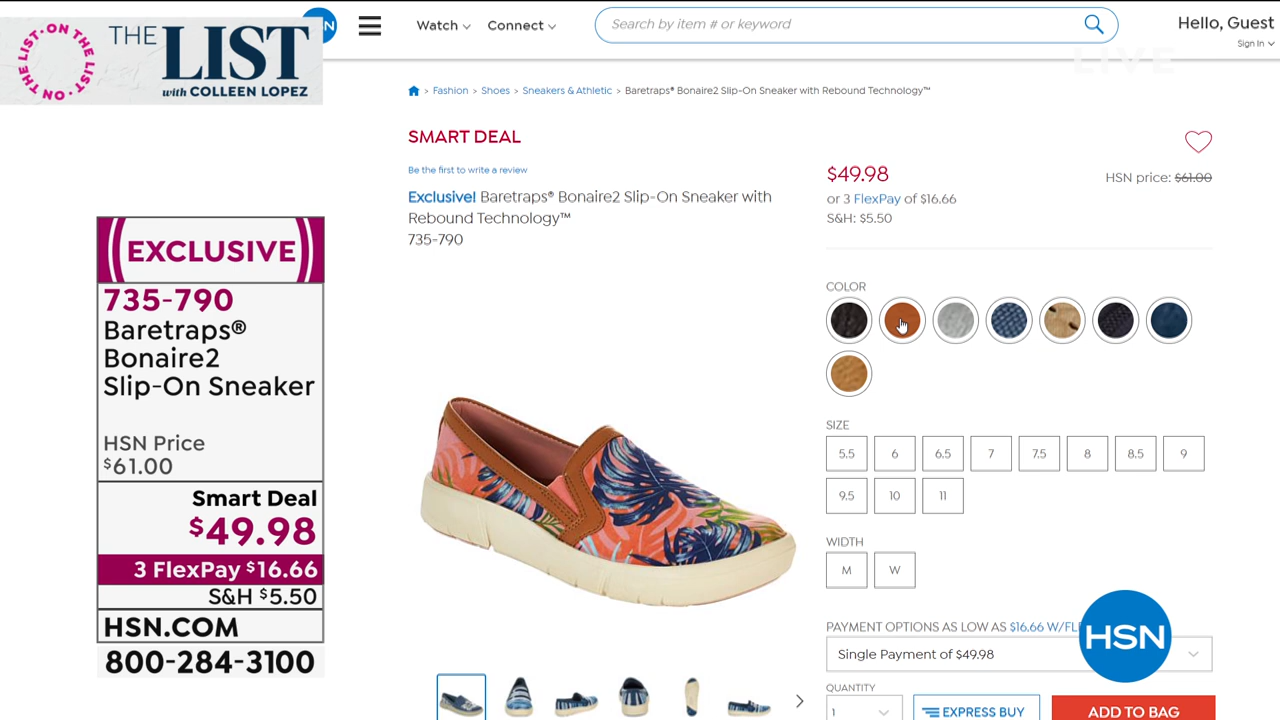 ON THE LIST · ON THE LIST ·
THE
LIST
with COLLEEN LOPEZ
Watch
Connect
Search by item # or keyword
Hello, Guest
Sign In
LIVE
> Fashion > Shoes > Sneakers & Athletic > Baretraps® Bonaire2 Slip-On Sneaker with Rebound Technology™
SMART DEAL
Be the first to write a review
Exclusive! Baretraps® Bonaire2 Slip-On Sneaker with
Rebound Technology™
735-790
$49.98
HSN price: $61.00
or 3 FlexPay of $16.66
S&H: $5.50
COLOR
SIZE
5.5 6 6.5 7 7.5 8 8.5 9
9.5 10 11
WIDTH
M W
PAYMENT OPTIONS AS LOW AS $16.66 W/FL
Single Payment of $49.98
QUANTITY
1
EXPRESS BUY
ADD TO BAG
HSN
(EXCLUSIVE)
735-790
Baretraps®
Bonaire2
Slip-On Sneaker
HSN Price
$61.00
Smart Deal
$49.98
3 FlexPay $16.66
S&H $5.50
HSN.COM
800-284-3100